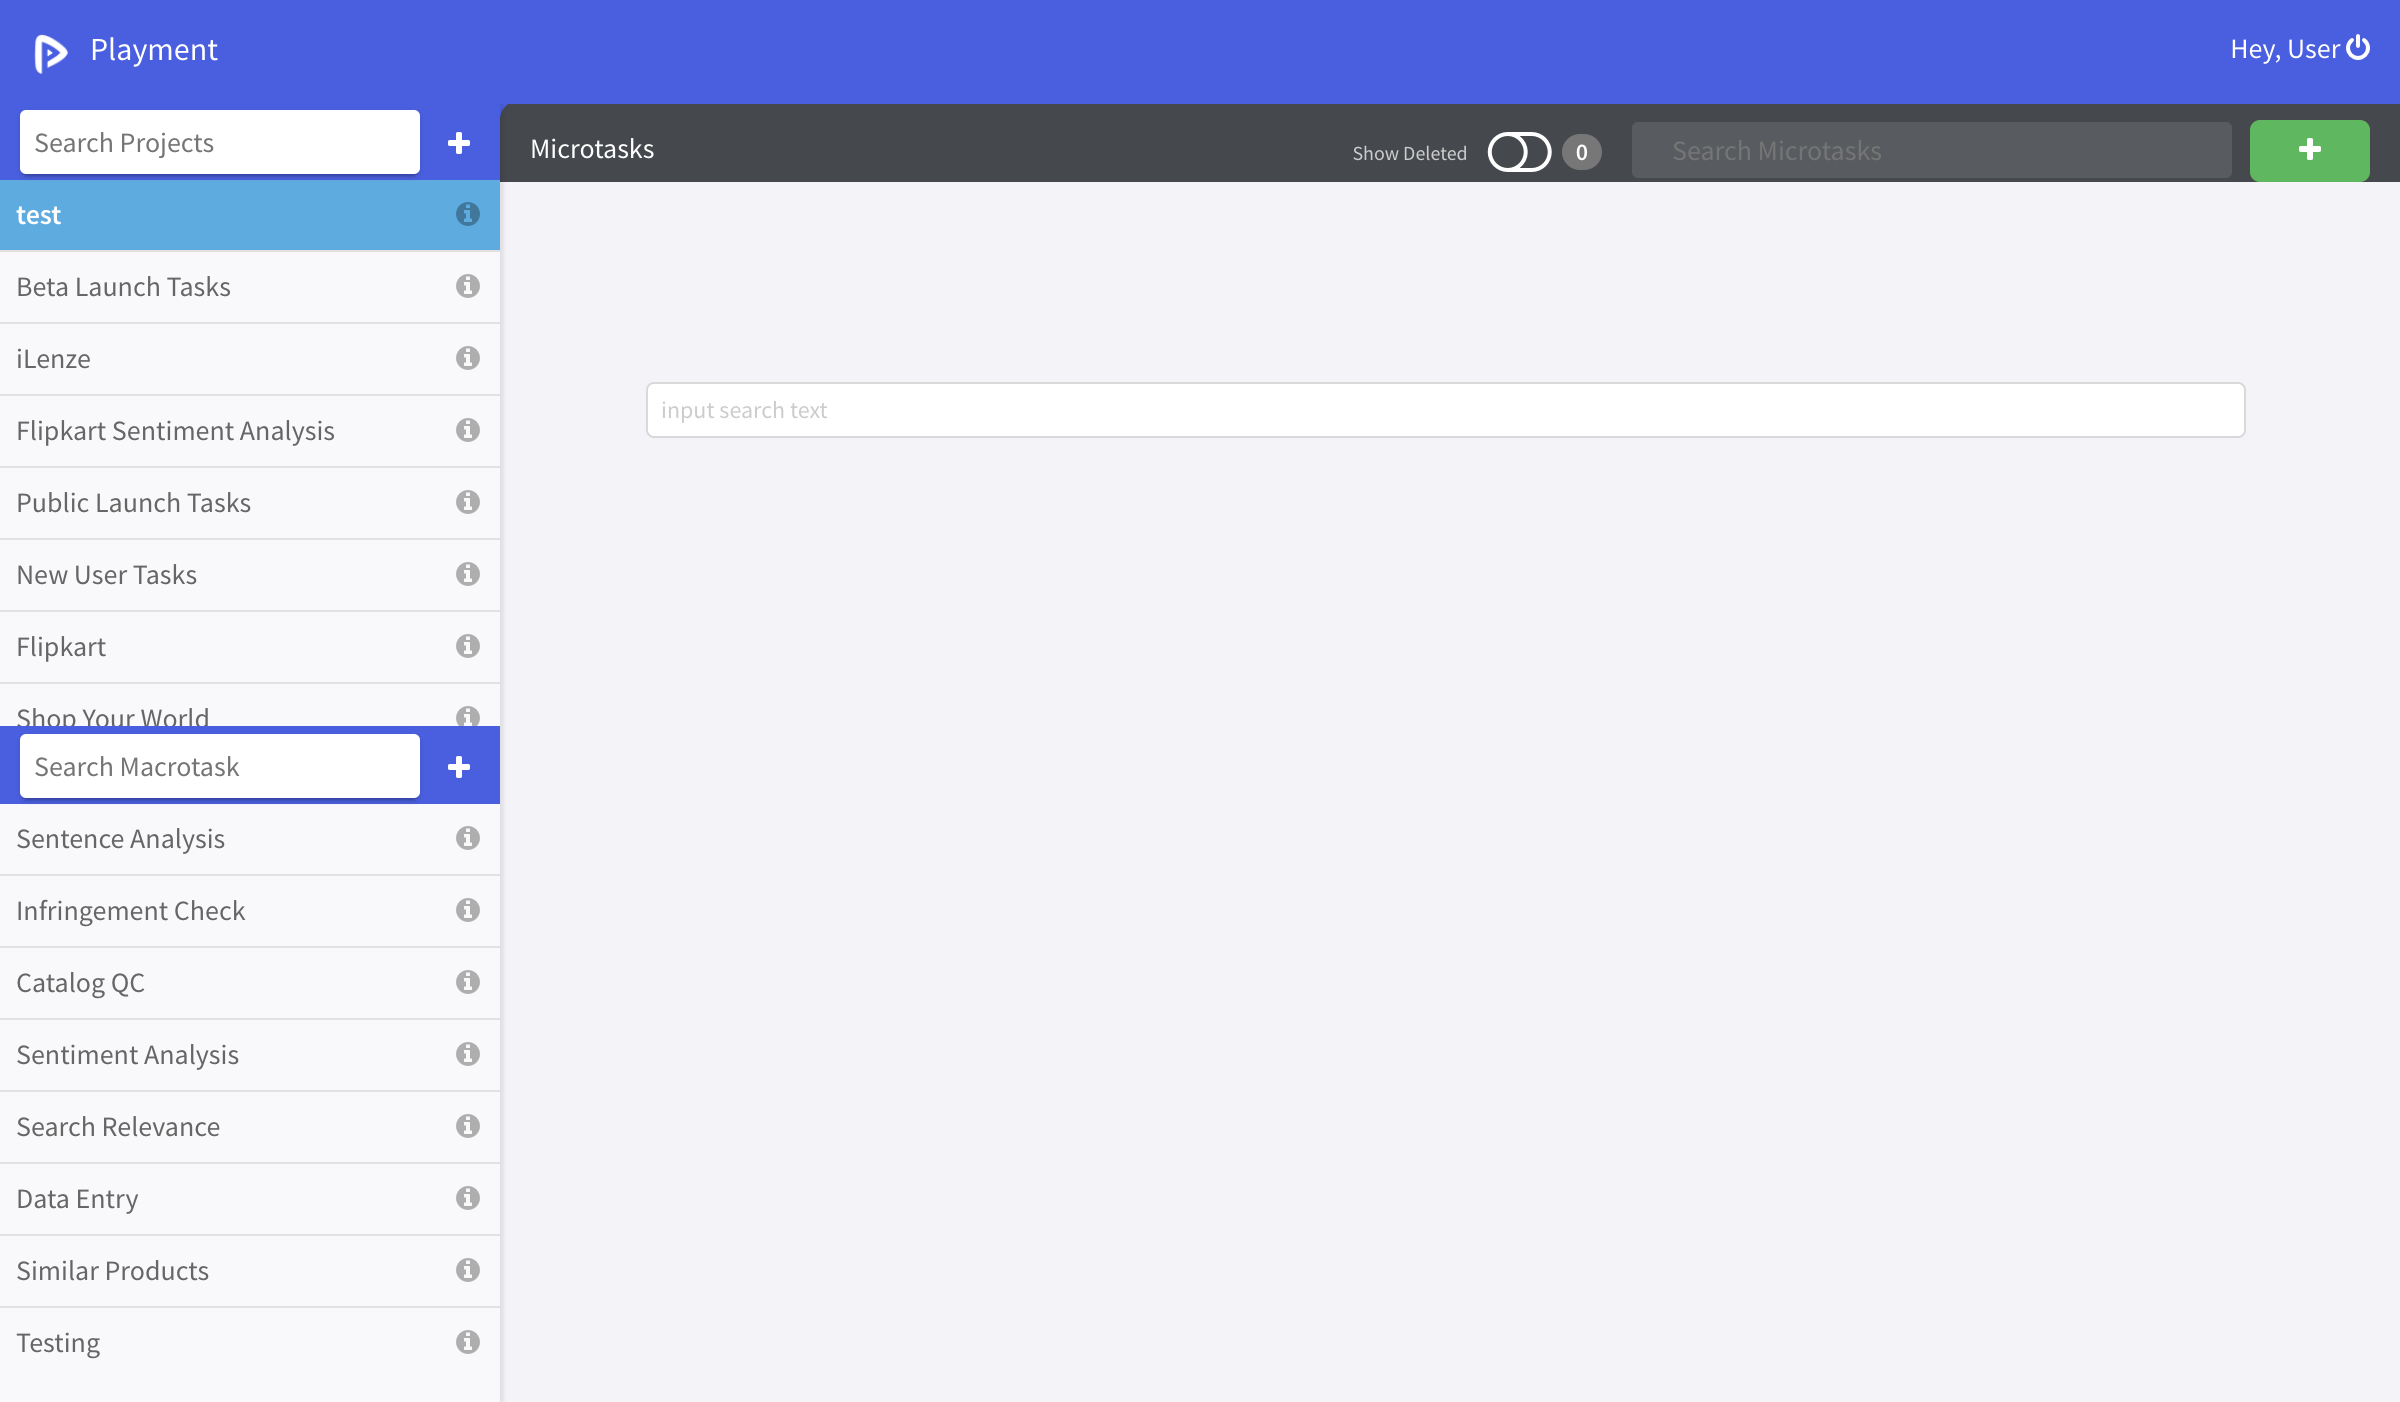 Playment
Hey, User
Search Projects
Microtasks
Show Deleted
0
Search Microtasks
test
Beta Launch Tasks
iLenze
Flipkart Sentiment Analysis
Public Launch Tasks
New User Tasks
Flipkart
Shop Your World
input search text
Search Macrotask
Sentence Analysis
Infringement Check
Catalog QC
Sentiment Analysis
Search Relevance
Data Entry
Similar Products
Testing